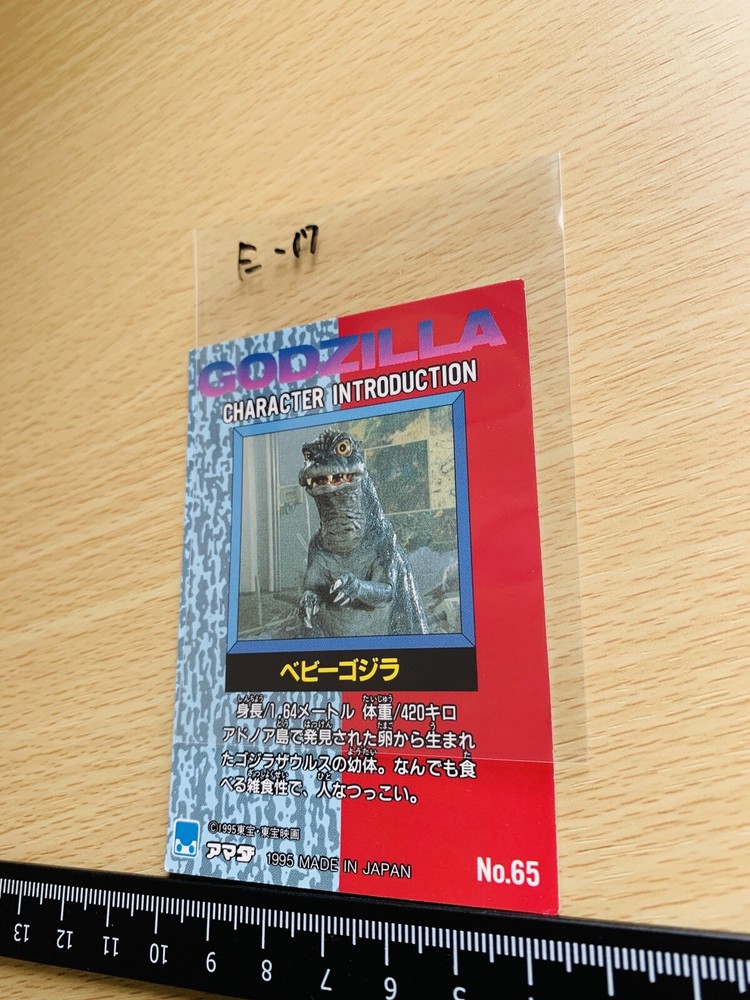 E-17
GODZILLA
CHARACTER INTRODUCTION
ベビーゴジラ
身長/1.64メートル 体重/420キロ
アドノア島で発見された卵から生まれ
たゴジラザウルスの幼体。なんでも食
べる雑食性で、人なつっこい。
©1995東宝・東宝映画
アマダ 1995 MADE IN JAPAN
No.65
13 12 11 10 9 8 7 6 5